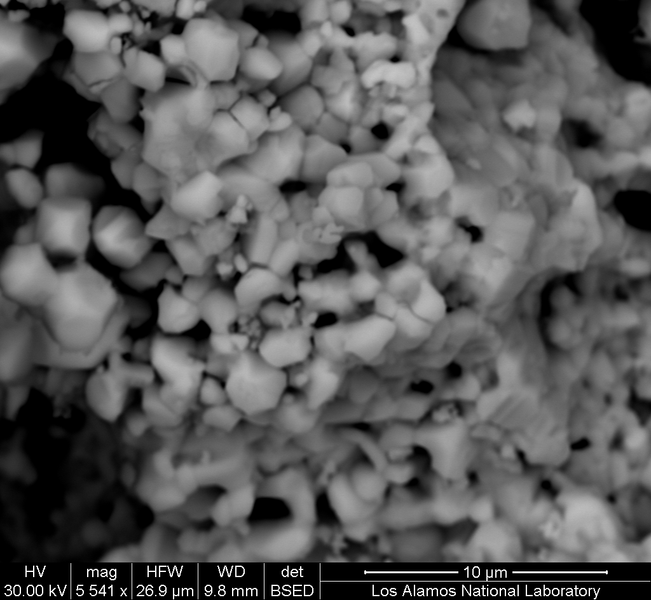 HV mag HFW WD det 10 µm
30.00 kV 5 541 x 26.9 µm 9.8 mm BSED Los Alamos National Laboratory